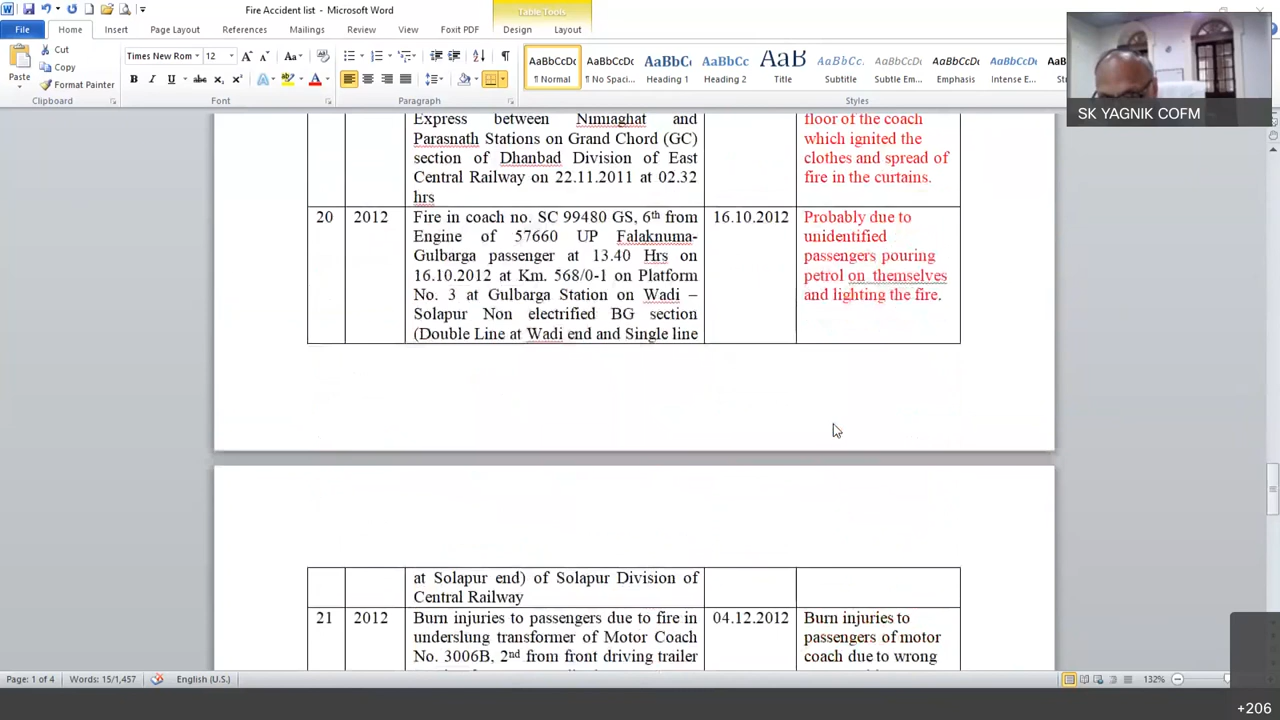 Fire Accident list - Microsoft Word
Table Tools
File
Home
Insert
Page Layout
References
Mailings
Review
View
Foxit PDF
Design
Layout
Paste
Cut
Copy
Format Painter
Clipboard
Times New Rom
12
Font
Paragraph
AaBbCcDc
¶ Normal
AaBbCcDc
¶ No Spaci...
AaBbC
Heading 1
AaBbCc
Heading 2
AaB
Title
AaBbCc.
Subtitle
AaBbCcDc
Subtle Em...
AaBbCcDc
Emphasis
AaBbCcDc
Intense E...
Styles
SK YAGNIK COFM
Express between Nimiaghat and
Parasnath Stations on Grand Chord (GC)
section of Dhanbad Division of East
Central Railway on 22.11.2011 at 02.32
hrs
floor of the coach
which ignited the
clothes and spread of
fire in the curtains.
20
2012
Fire in coach no. SC 99480 GS, 6th from
Engine of 57660 UP Falaknuma-
Gulbarga passenger at 13.40 Hrs on
16.10.2012 at Km. 568/0-1 on Platform
No. 3 at Gulbarga Station on Wadi –
Solapur Non electrified BG section
(Double Line at Wadi end and Single line
16.10.2012
Probably due to
unidentified
passengers pouring
petrol on themselves
and lighting the fire.
at Solapur end) of Solapur Division of
Central Railway
21
2012
Burn injuries to passengers due to fire in
underslung transformer of Motor Coach
No. 3006B, 2nd from front driving trailer
04.12.2012
Burn injuries to
passengers of motor
coach due to wrong
Page: 1 of 4
Words: 15/1,457
English (U.S.)
132%
+206